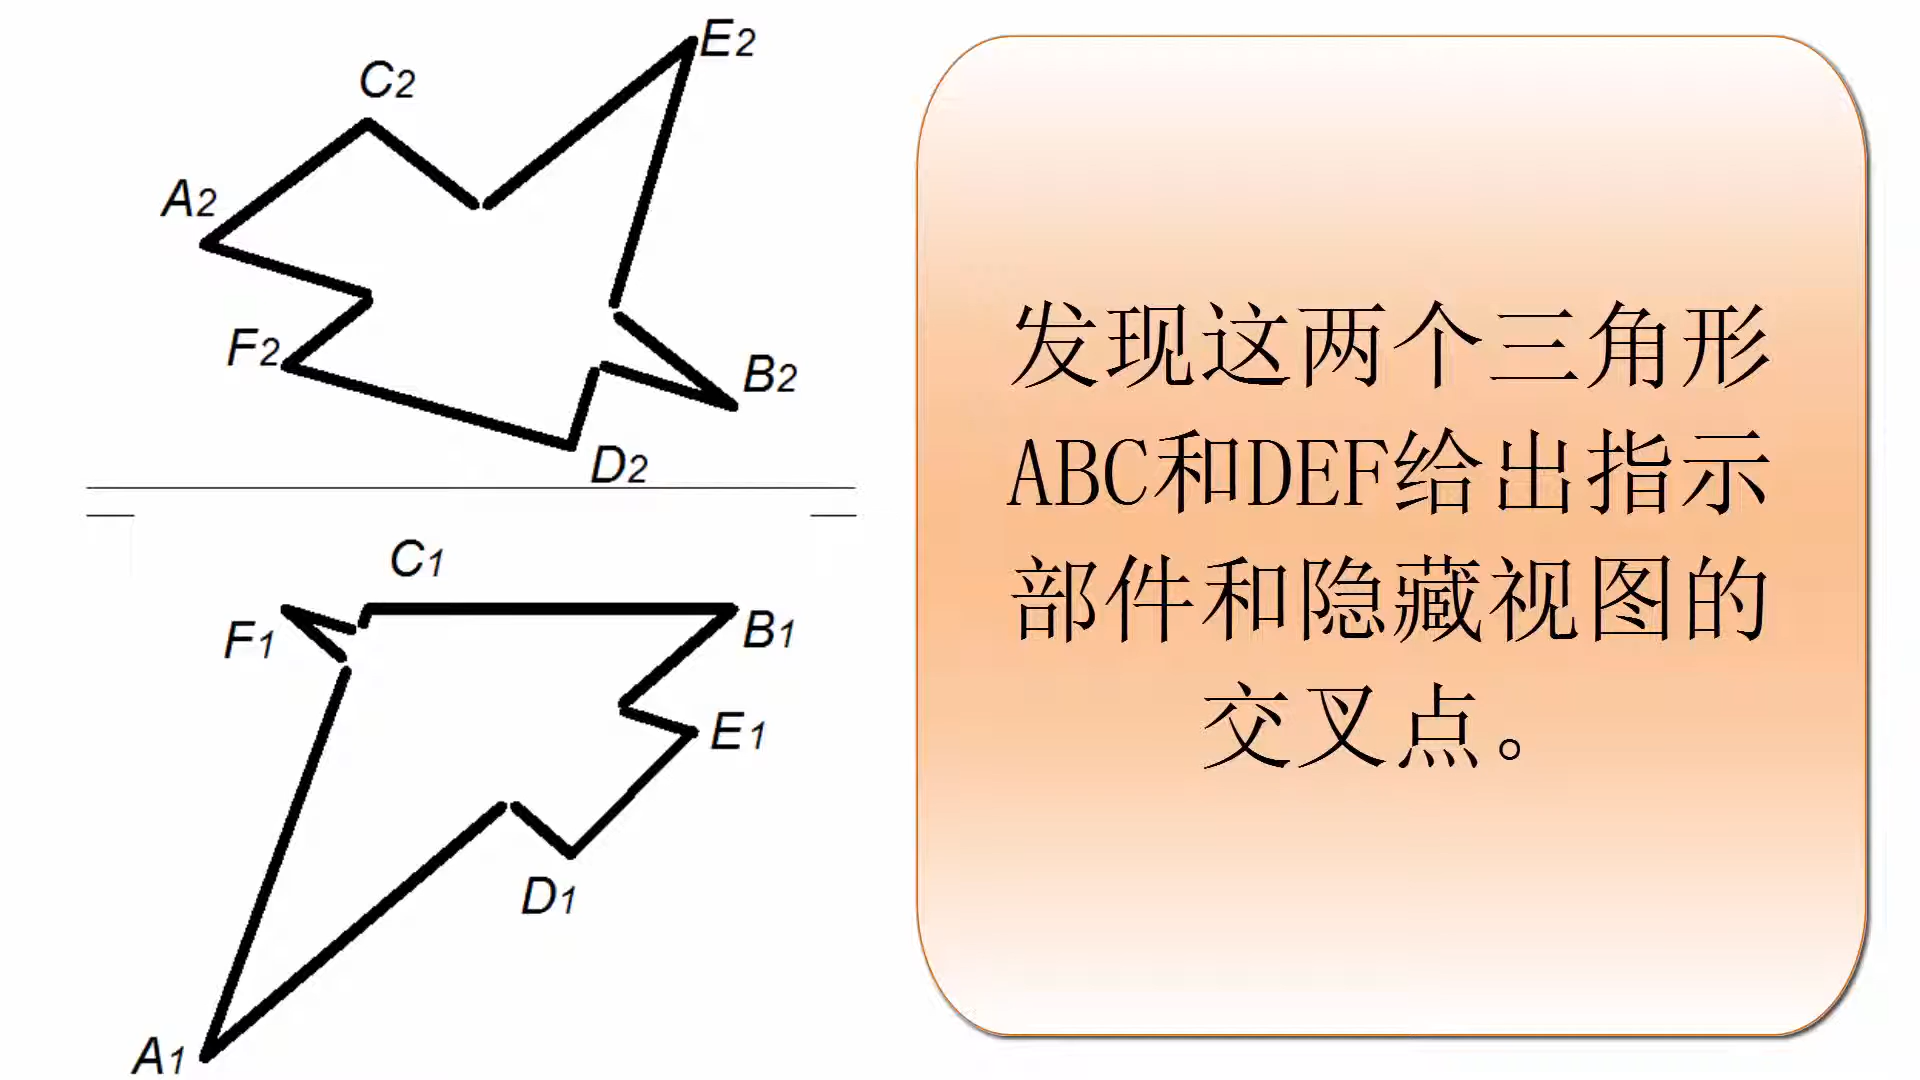 E2
C2
A2
F2
B2
D2
C1
F1
B1
E1
D1
A1
发现这两个三角形
ABC和DEF给出指示
部件和隐藏视图的
交叉点。